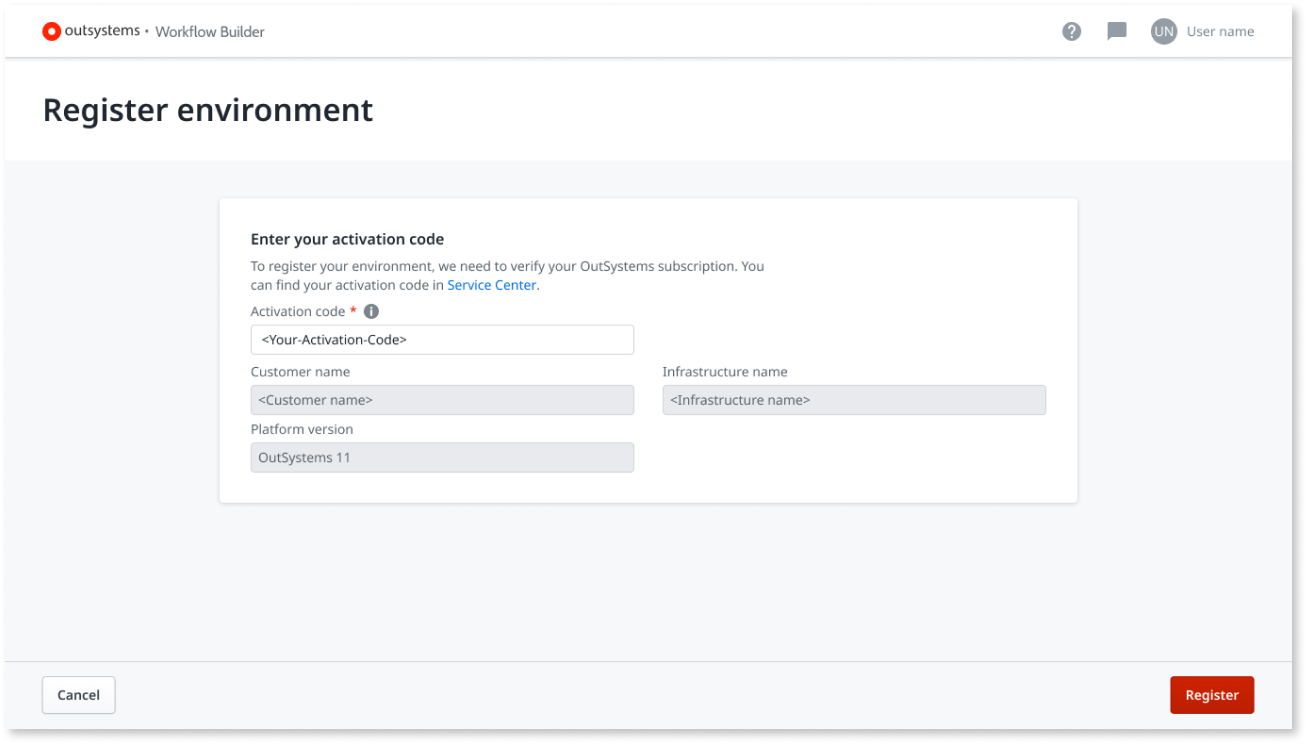 outsystems • Workflow Builder
? UN User name
Register environment
Enter your activation code
To register your environment, we need to verify your OutSystems subscription. You
can find your activation code in Service Center.
Activation code * i
<Your-Activation-Code>
Customer name
<Customer name>
Infrastructure name
<Infrastructure name>
Platform version
OutSystems 11
Cancel
Register